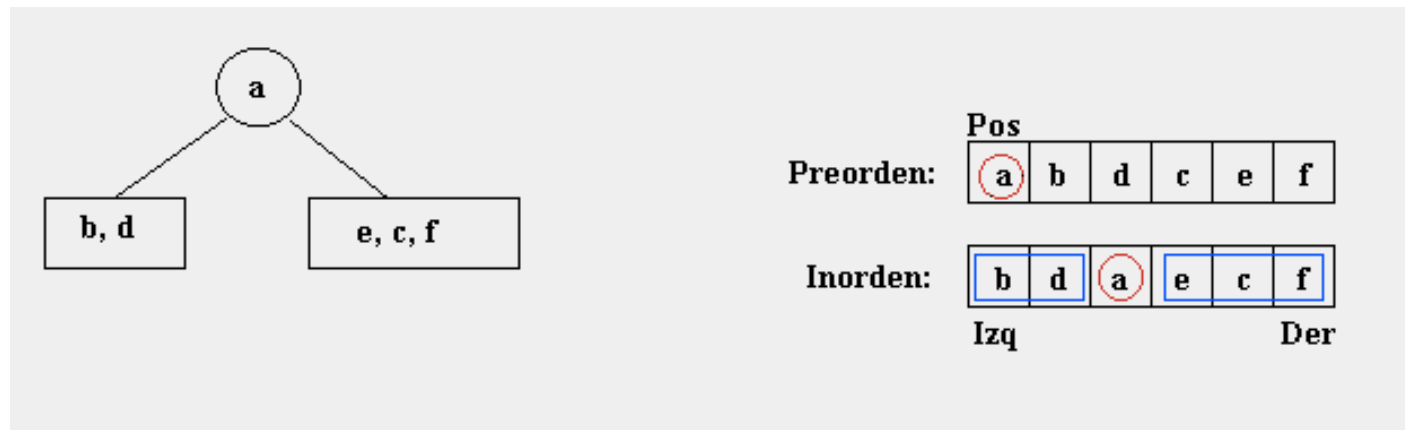 a
b, d
e, c, f
Pos
Preorden: a b d c e f
Inorden: b d a e c f
Izq Der